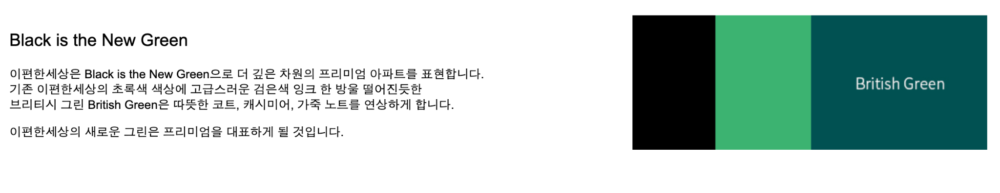 Black is the New Green
이편한세상은 Black is the New Green으로 더 깊은 차원의 프리미엄 아파트를 표현합니다.
기존 이편한세상의 초록색 색상에 고급스러운 검은색 잉크 한 방울 떨어진듯한
브리티시 그린 British Green은 따뜻한 코트, 캐시미어, 가죽 노트를 연상하게 합니다.
이편한세상의 새로운 그린은 프리미엄을 대표하게 될 것입니다.
British Green